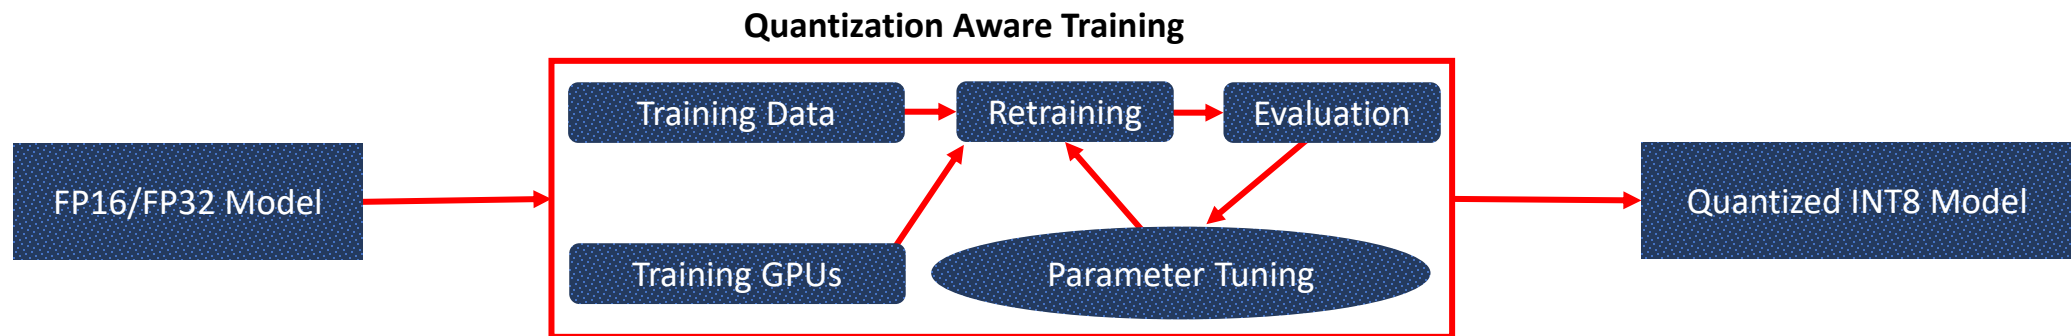 Quantization Aware Training
Training Data
Retraining
Evaluation
FP16/FP32 Model
Quantized INT8 Model
Training GPUs
Parameter Tuning